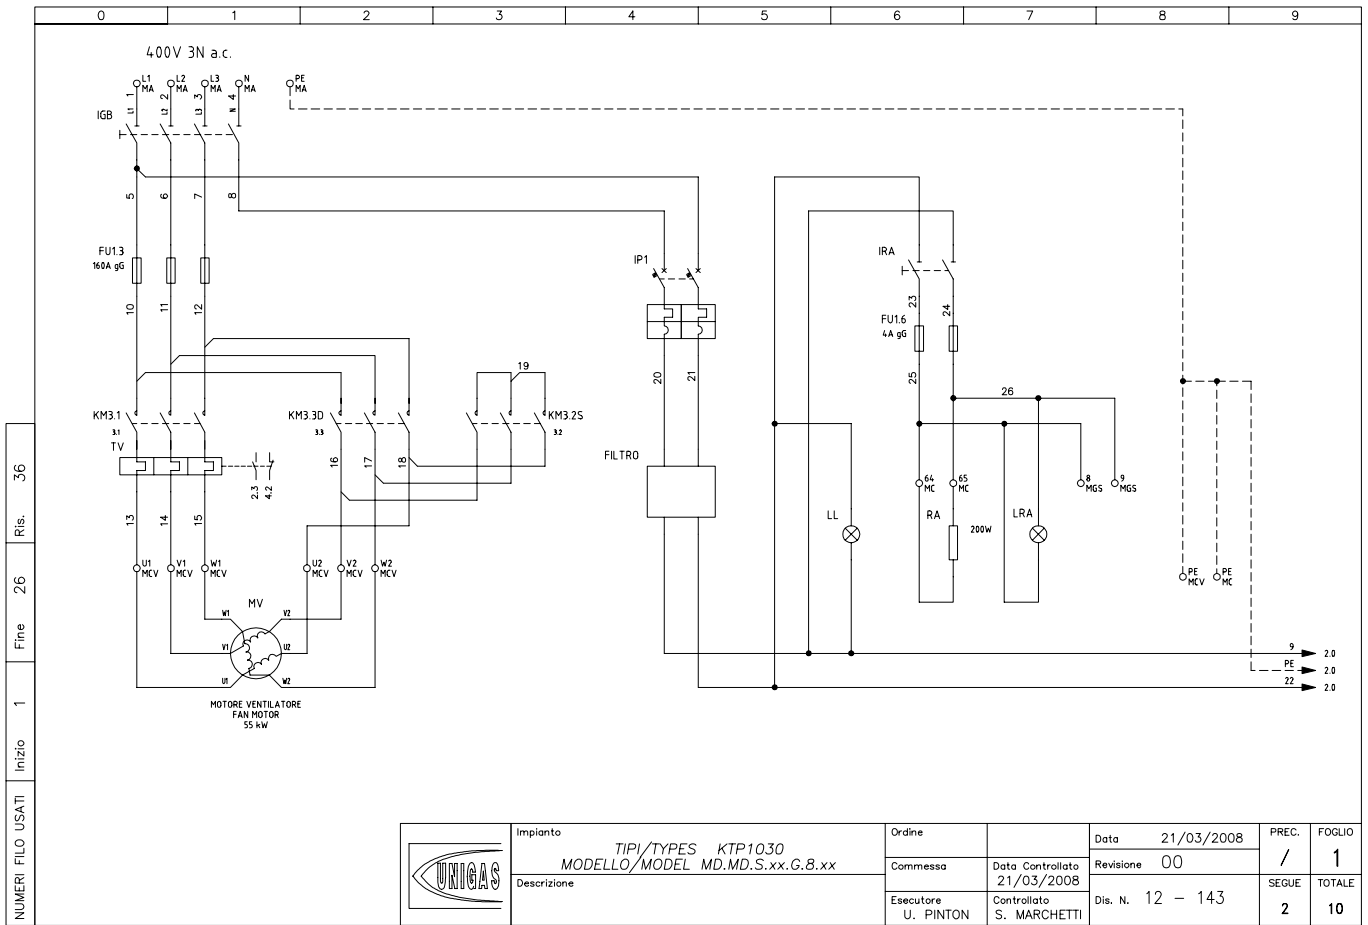 0 1 2 3 4 5 6 7 8 9
400V 3N a.c.
L1 MA
L2 MA
L3 MA
N MA
PE MA
1 2 3 4
L1 L2 L3 N
IGB
5 6 7 8
FU1.3
160A gG
10 11 12
IP1
IRA
23 24
FU1.6
4A gG
25
20 21
19
26
KM3.1
3.1
TV
KM3.3D
3.3
KM3.2S
3.2
16 17 18
2.3 4.2
FILTRO
64 MC
65 MC
8 MGS
9 MGS
13 14 15
LL
RA
200W
LRA
U1 MCV
V1 MCV
W1 MCV
U2 MCV
V2 MCV
W2 MCV
PE MCV
PE MC
MV
W1 V2
V1 U2
U1 W2
9 2.0
PE 2.0
22 2.0
MOTORE VENTILATORE
FAN MOTOR
55 kW
NUMERI FILO USATI
Inizio 1
Fine 26
Ris. 36
UNIGAS
Impianto
TIPI/TYPES KTP1030
MODELLO/MODEL MD.MD.S.xx.G.8.xx
Descrizione
Ordine
Commessa
Esecutore
U. PINTON
Data Controllato
21/03/2008
Controllato
S. MARCHETTI
Data 21/03/2008
Revisione 00
Dis. N. 12 - 143
PREC.
/
FOGLIO
1
SEGUE
2
TOTALE
10